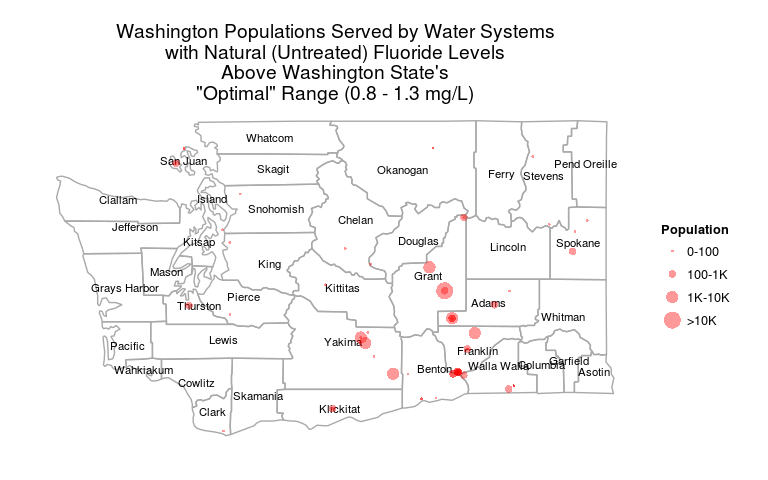 Washington Populations Served by Water Systems
with Natural (Untreated) Fluoride Levels
Above Washington State's
"Optimal" Range (0.8 - 1.3 mg/L)
Whatcom
San Juan
Skagit
Okanogan
Ferry
Stevens
Pend Oreille
Clallam
Island
Snohomish
Chelan
Jefferson
Kitsap
Douglas
Lincoln
Spokane
King
Mason
Grant
Grays Harbor
Kittitas
Pierce
Thurston
Adams
Whitman
Pacific
Lewis
Yakima
Franklin
Garfield
Wahkiakum
Benton
Walla Walla
Columbia
Asotin
Cowlitz
Skamania
Clark
Klickitat
Population
0-100
100-1K
1K-10K
>10K